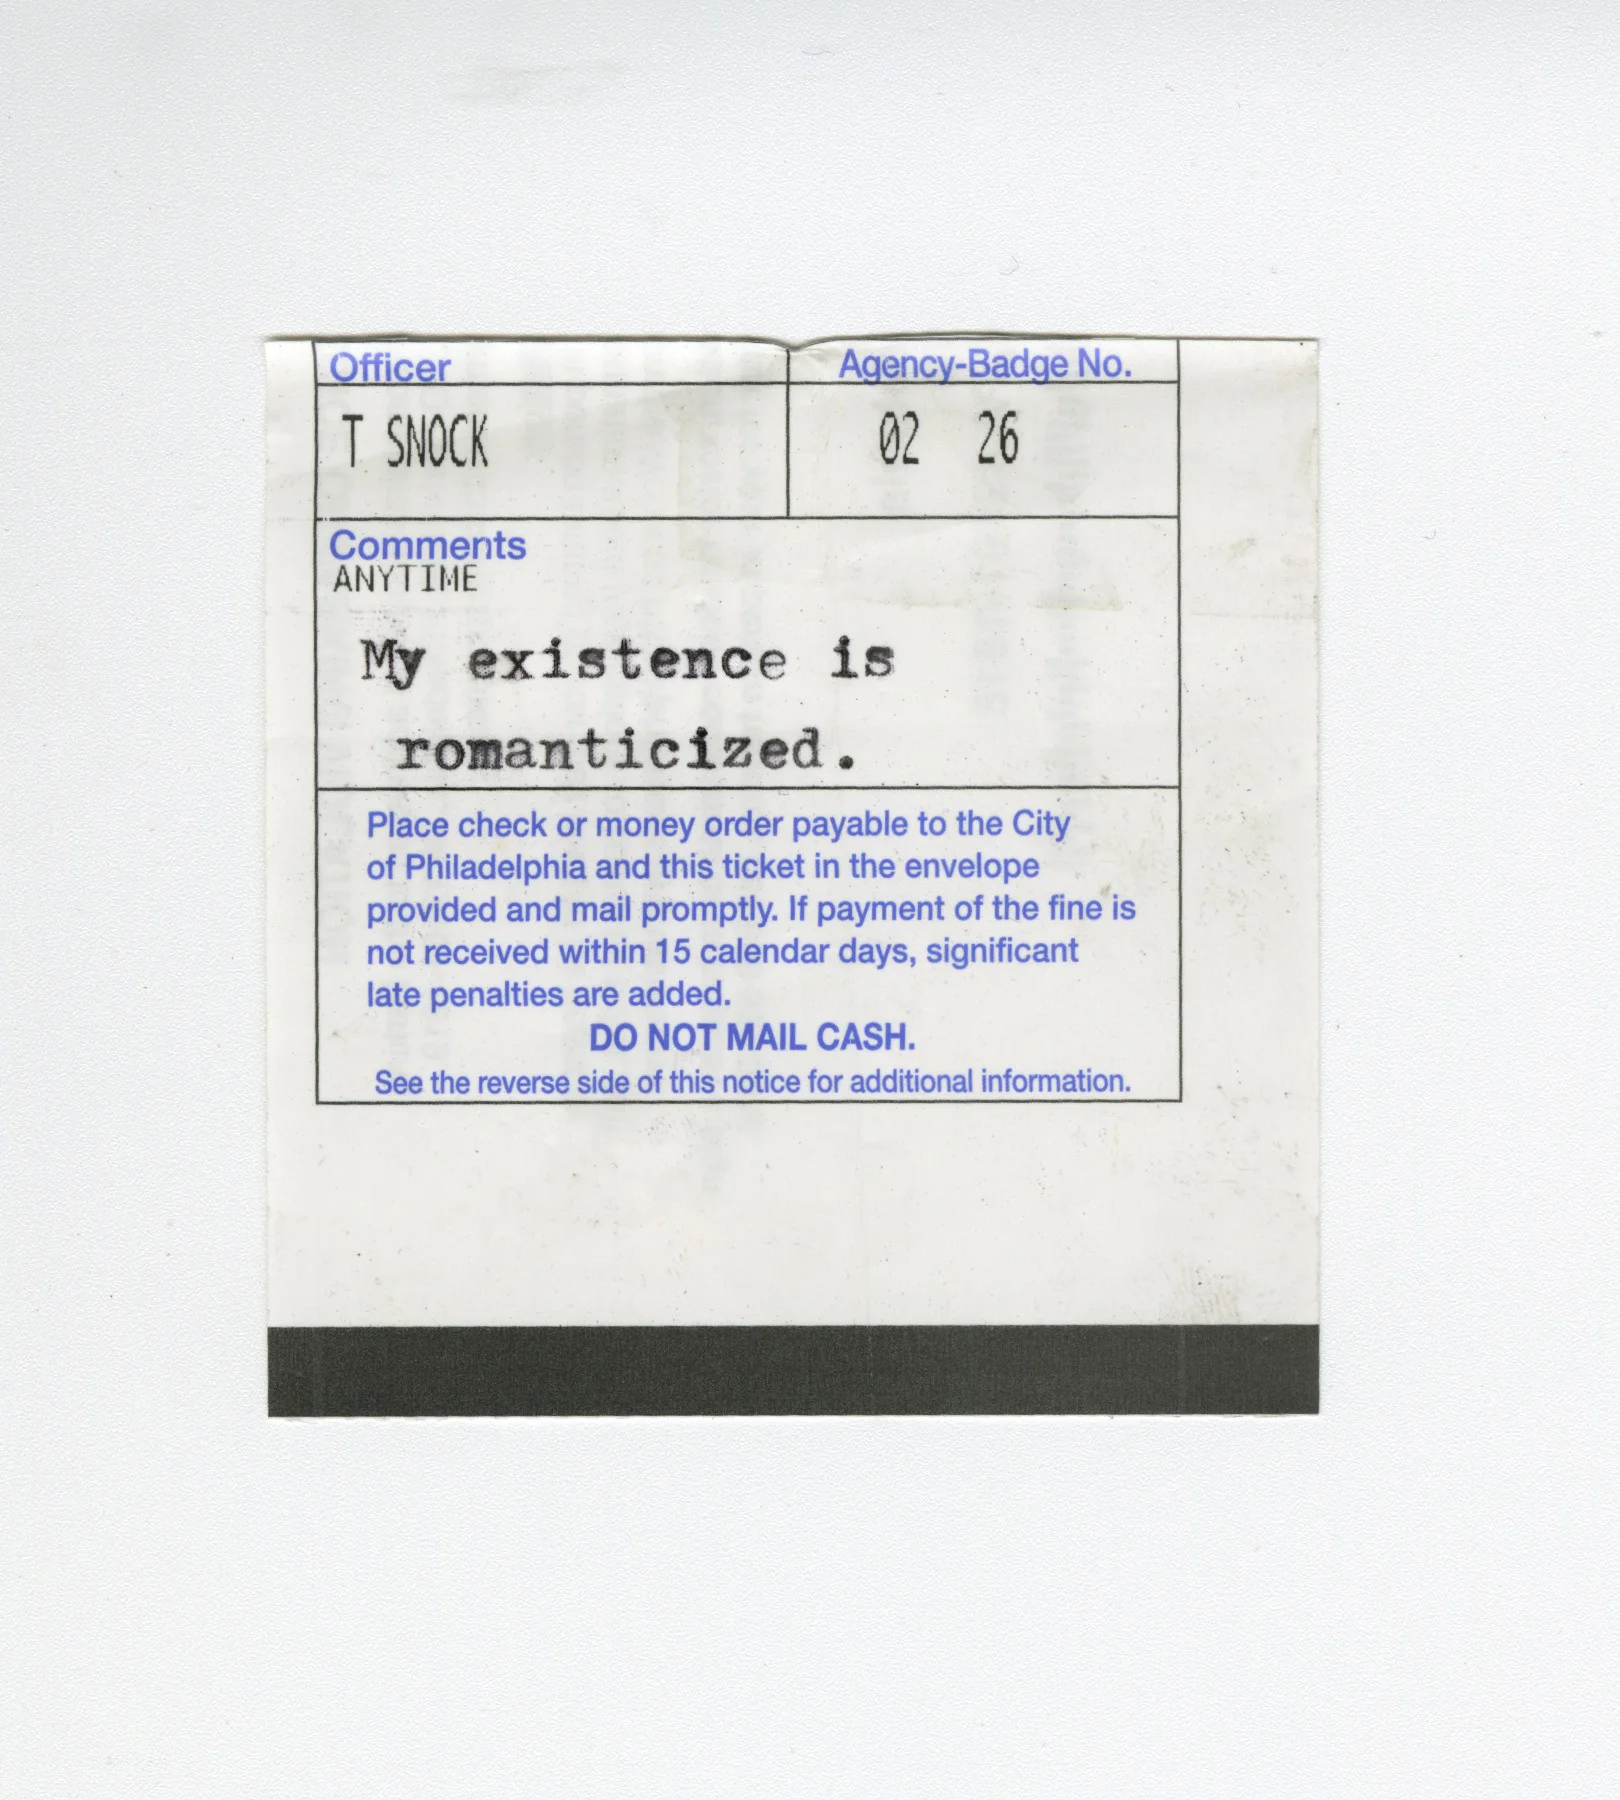 Officer
Agency-Badge No.
T SNOCK
02 26
Comments
ANYTIME
My existence is
romanticized.
Place check or money order payable to the City
of Philadelphia and this ticket in the envelope
provided and mail promptly. If payment of the fine is
not received within 15 calendar days, significant
late penalties are added.
DO NOT MAIL CASH.
See the reverse side of this notice for additional information.